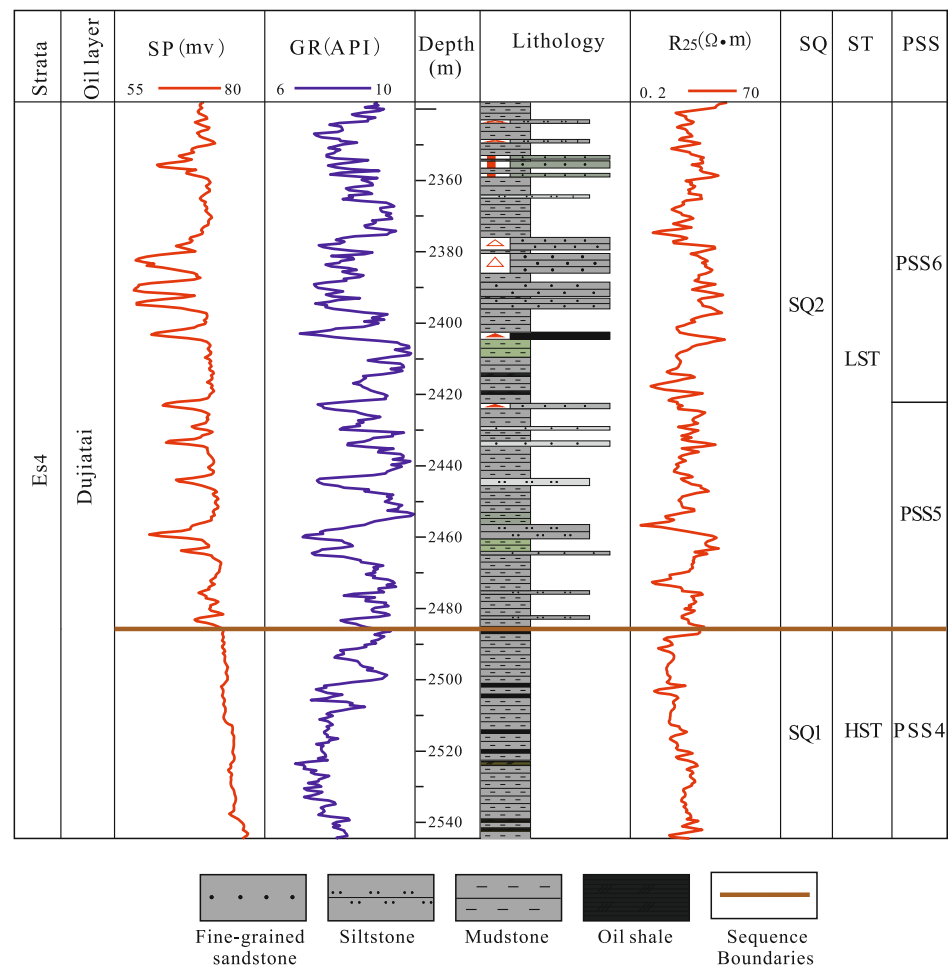 Strata
Oil layer
SP (mv)
55 80
GR(API)
6 10
Depth
(m)
Lithology
R25(Ω•m)
0.2 70
SQ
ST
PSS
Es4
Dujiatai
2360
2380
2400
2420
2440
2460
2480
2500
2520
2540
SQ2
SQ1
LST
HST
PSS6
PSS5
PSS4
Fine-grained
sandstone
Siltstone
Mudstone
Oil shale
Sequence
Boundaries